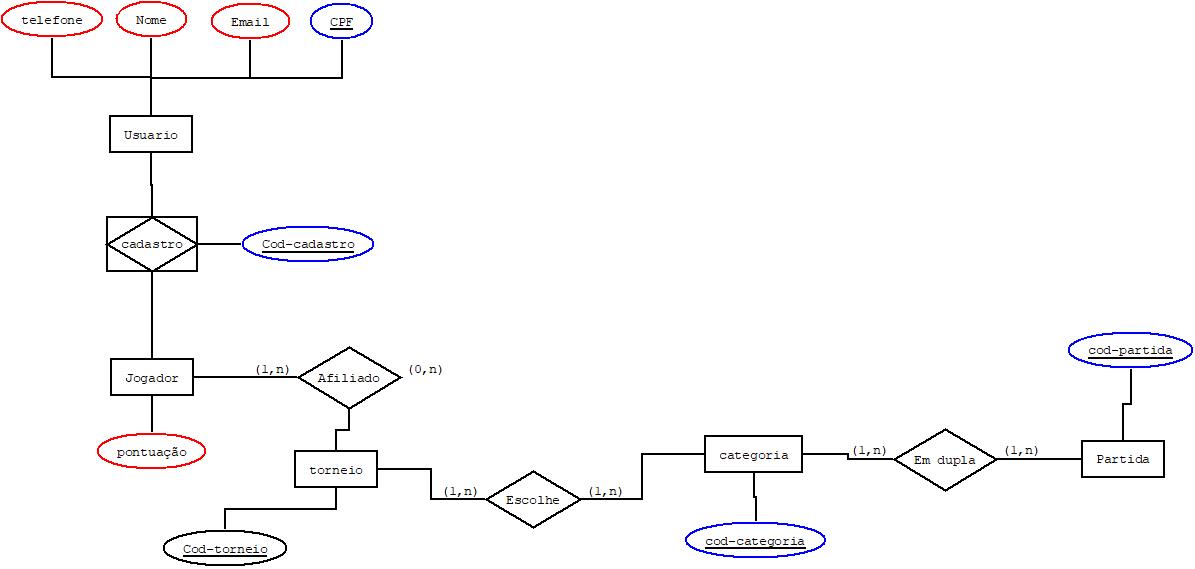 telefone
Nome
Email
CPF
Usuario
cadastro
Cod-cadastro
Jogador
(1,n)
Afiliado
(0,n)
pontuação
torneio
Cod-torneio
(1,n)
Escolhe
(1,n)
categoria
cod-categoria
(1,n)
Em dupla
(1,n)
Partida
cod-partida